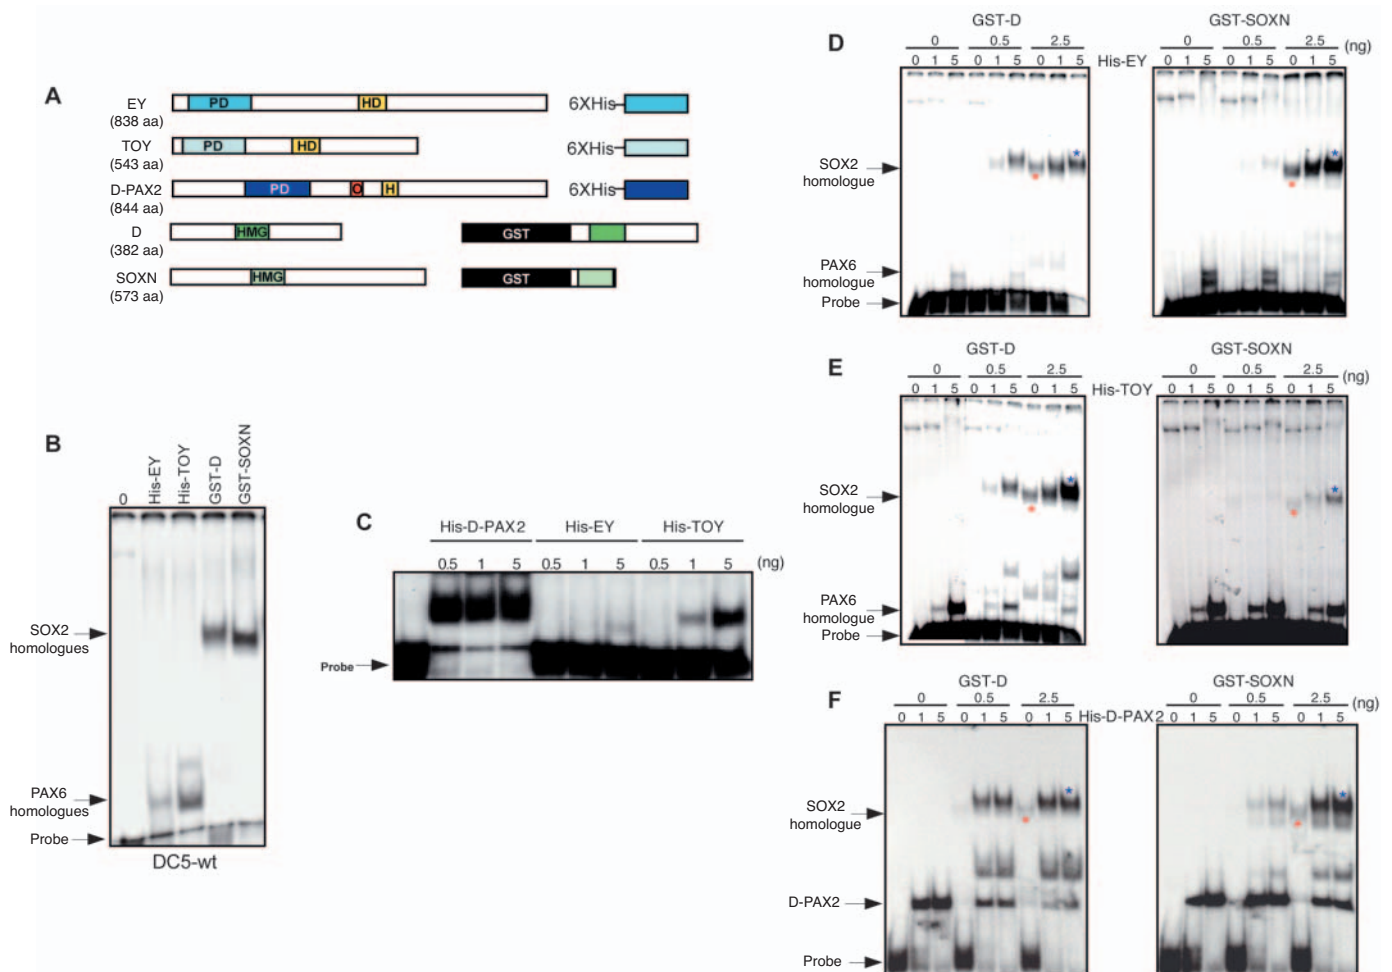 A
EY
(838 aa)
PD
HD
6XHis
TOY
(543 aa)
PD
HD
6XHis
D-PAX2
(844 aa)
PD
O
H
6XHis
D
(382 aa)
HMG
GST
SOXN
(573 aa)
HMG
GST
B
0
His-EY
His-TOY
GST-D
GST-SOXN
SOX2
homologues
PAX6
homologues
Probe
DC5-wt
C
His-D-PAX2 His-EY His-TOY
0.5 1 5 0.5 1 5 0.5 1 5 (ng)
Probe
D
GST-D GST-SOXN
0 0.5 2.5 0 0.5 2.5 (ng)
0 1 5 0 1 5 0 1 5 His-EY 0 1 5 0 1 5 0 1 5
SOX2
homologue
*
*
*
*
PAX6
homologue
Probe
E
GST-D GST-SOXN
0 0.5 2.5 0 0.5 2.5 (ng)
0 1 5 0 1 5 0 1 5 His-TOY 0 1 5 0 1 5 0 1 5
SOX2
homologue
*
*
*
*
PAX6
homologue
Probe
F
GST-D GST-SOXN
0 0.5 2.5 0 0.5 2.5 (ng)
0 1 5 0 1 5 0 1 5 His-D-PAX2 0 1 5 0 1 5 0 1 5
SOX2
homologue
*
*
*
*
D-PAX2
Probe